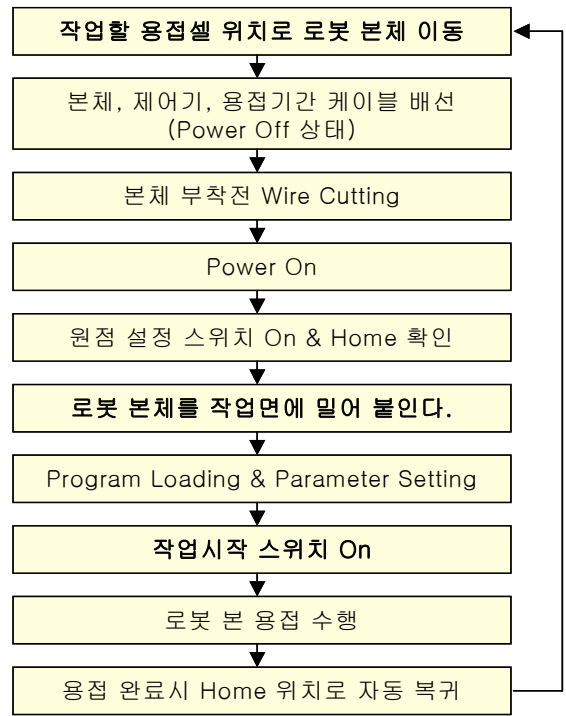 작업할 용접셀 위치로 로봇 본체 이동
본체, 제어기, 용접기간 케이블 배선
(Power Off 상태)
본체 부착전 Wire Cutting
Power On
원점 설정 스위치 On & Home 확인
로봇 본체를 작업면에 밀어 붙인다.
Program Loading & Parameter Setting
작업시작 스위치 On
로봇 본 용접 수행
용접 완료시 Home 위치로 자동 복귀